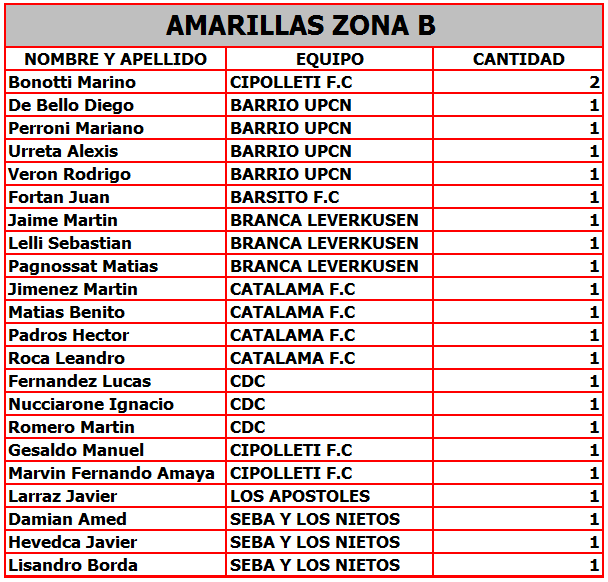 AMARILLAS ZONA B
NOMBRE Y APELLIDO EQUIPO CANTIDAD
Bonotti Marino CIPOLLETI F.C 2
De Bello Diego BARRIO UPCN 1
Perroni Mariano BARRIO UPCN 1
Urreta Alexis BARRIO UPCN 1
Veron Rodrigo BARRIO UPCN 1
Fortan Juan BARSITO F.C 1
Jaime Martin BRANCA LEVERKUSEN 1
Lelli Sebastian BRANCA LEVERKUSEN 1
Pagnossat Matias BRANCA LEVERKUSEN 1
Jimenez Martin CATALAMA F.C 1
Matias Benito CATALAMA F.C 1
Padros Hector CATALAMA F.C 1
Roca Leandro CATALAMA F.C 1
Fernandez Lucas CDC 1
Nucciarone Ignacio CDC 1
Romero Martin CDC 1
Gesaldo Manuel CIPOLLETI F.C 1
Marvin Fernando Amaya CIPOLLETI F.C 1
Larraz Javier LOS APOSTOLES 1
Damian Amed SEBA Y LOS NIETOS 1
Hevedca Javier SEBA Y LOS NIETOS 1
Lisandro Borda SEBA Y LOS NIETOS 1